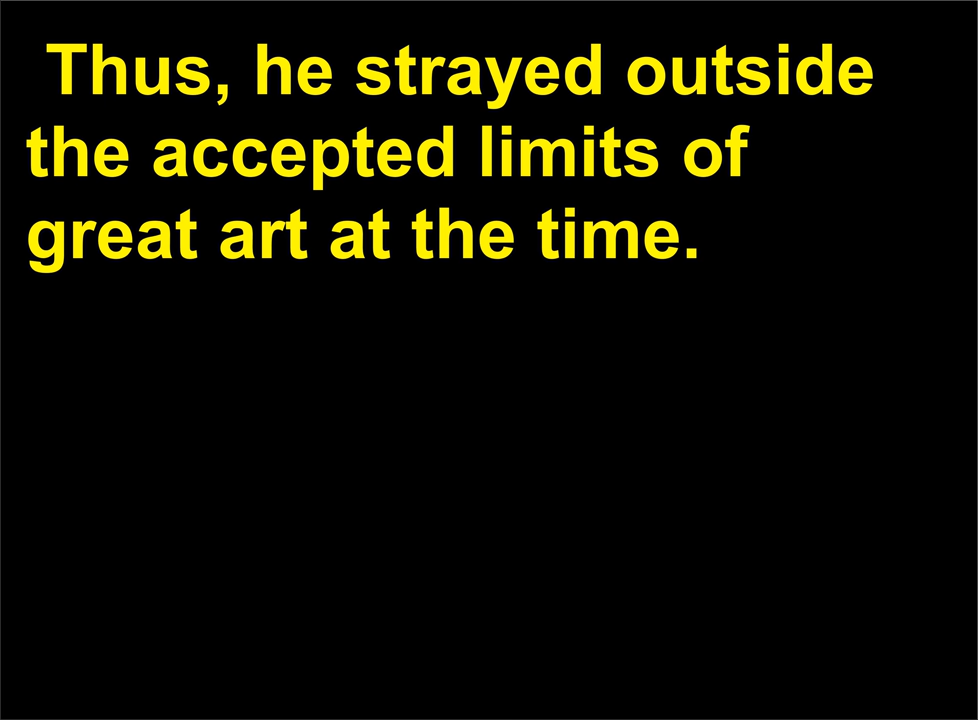 Thus, he strayed outside
the accepted limits of
great art at the time.